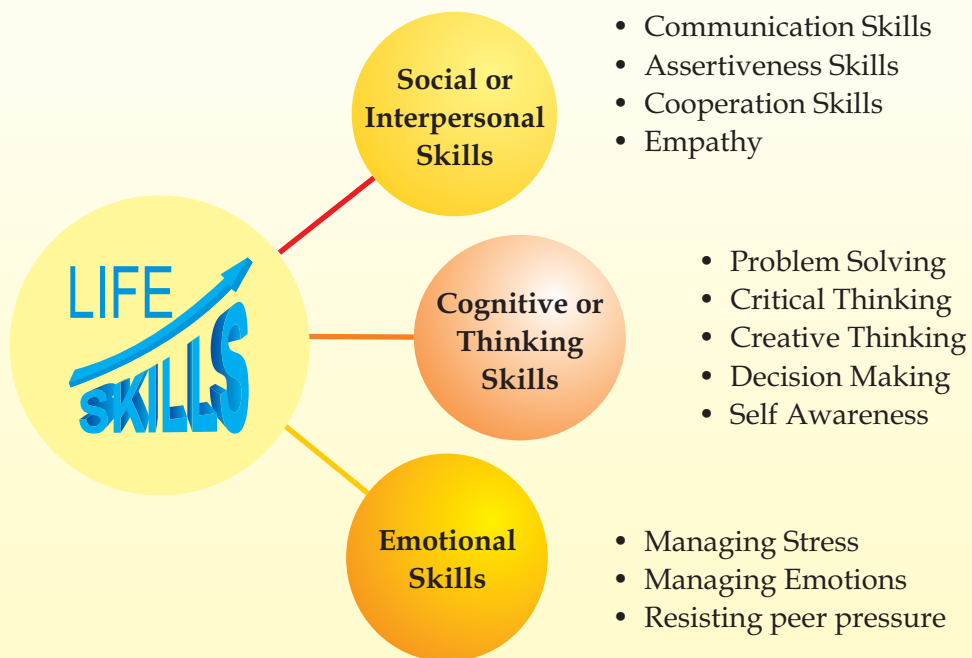 LIFE
SKILLS
Social or
Interpersonal
Skills
• Communication Skills
• Assertiveness Skills
• Cooperation Skills
• Empathy
Cognitive or
Thinking
Skills
• Problem Solving
• Critical Thinking
• Creative Thinking
• Decision Making
• Self Awareness
Emotional
Skills
• Managing Stress
• Managing Emotions
• Resisting peer pressure